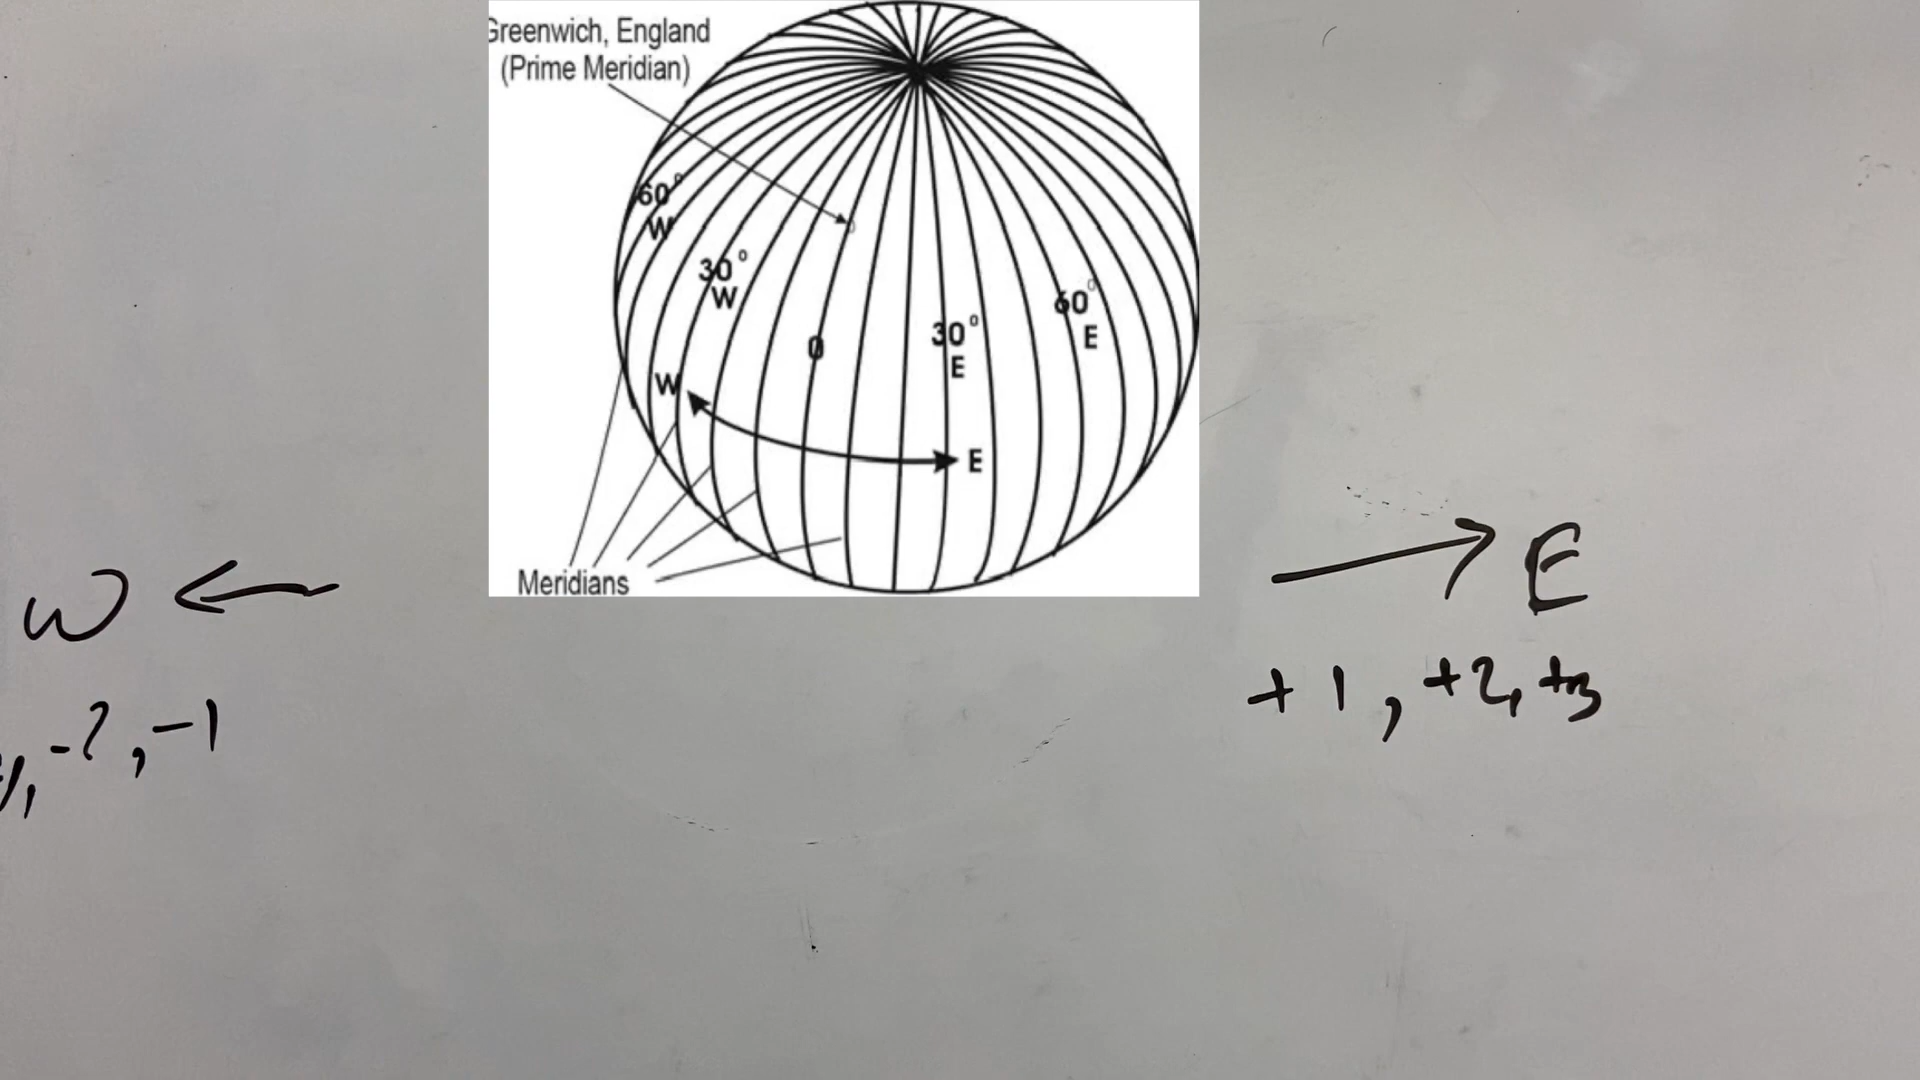 Greenwich, England
(Prime Meridian)
60°
W
30°
W
0
30°
E
60°
E
W
E
Meridians
W ← → E
-2, -1
+1, +2, +3